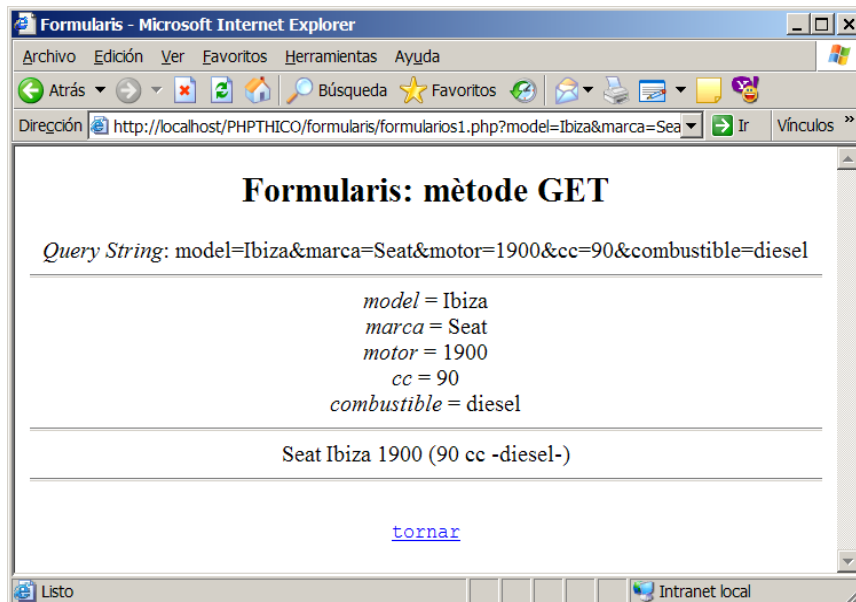 Formularis - Microsoft Internet Explorer
Archivo Edición Ver Favoritos Herramientas Ayuda
Atrás Búsqueda Favoritos
Dirección http://localhost/PHPTHICO/formularis/formularios1.php?model=Ibiza&marca=Sea Ir Vínculos »
Formularis: mètode GET
Query String: model=Ibiza&marca=Seat&motor=1900&cc=90&combustible=diesel
model = Ibiza
marca = Seat
motor = 1900
cc = 90
combustible = diesel
Seat Ibiza 1900 (90 cc -diesel-)
tornar
Listo Intranet local